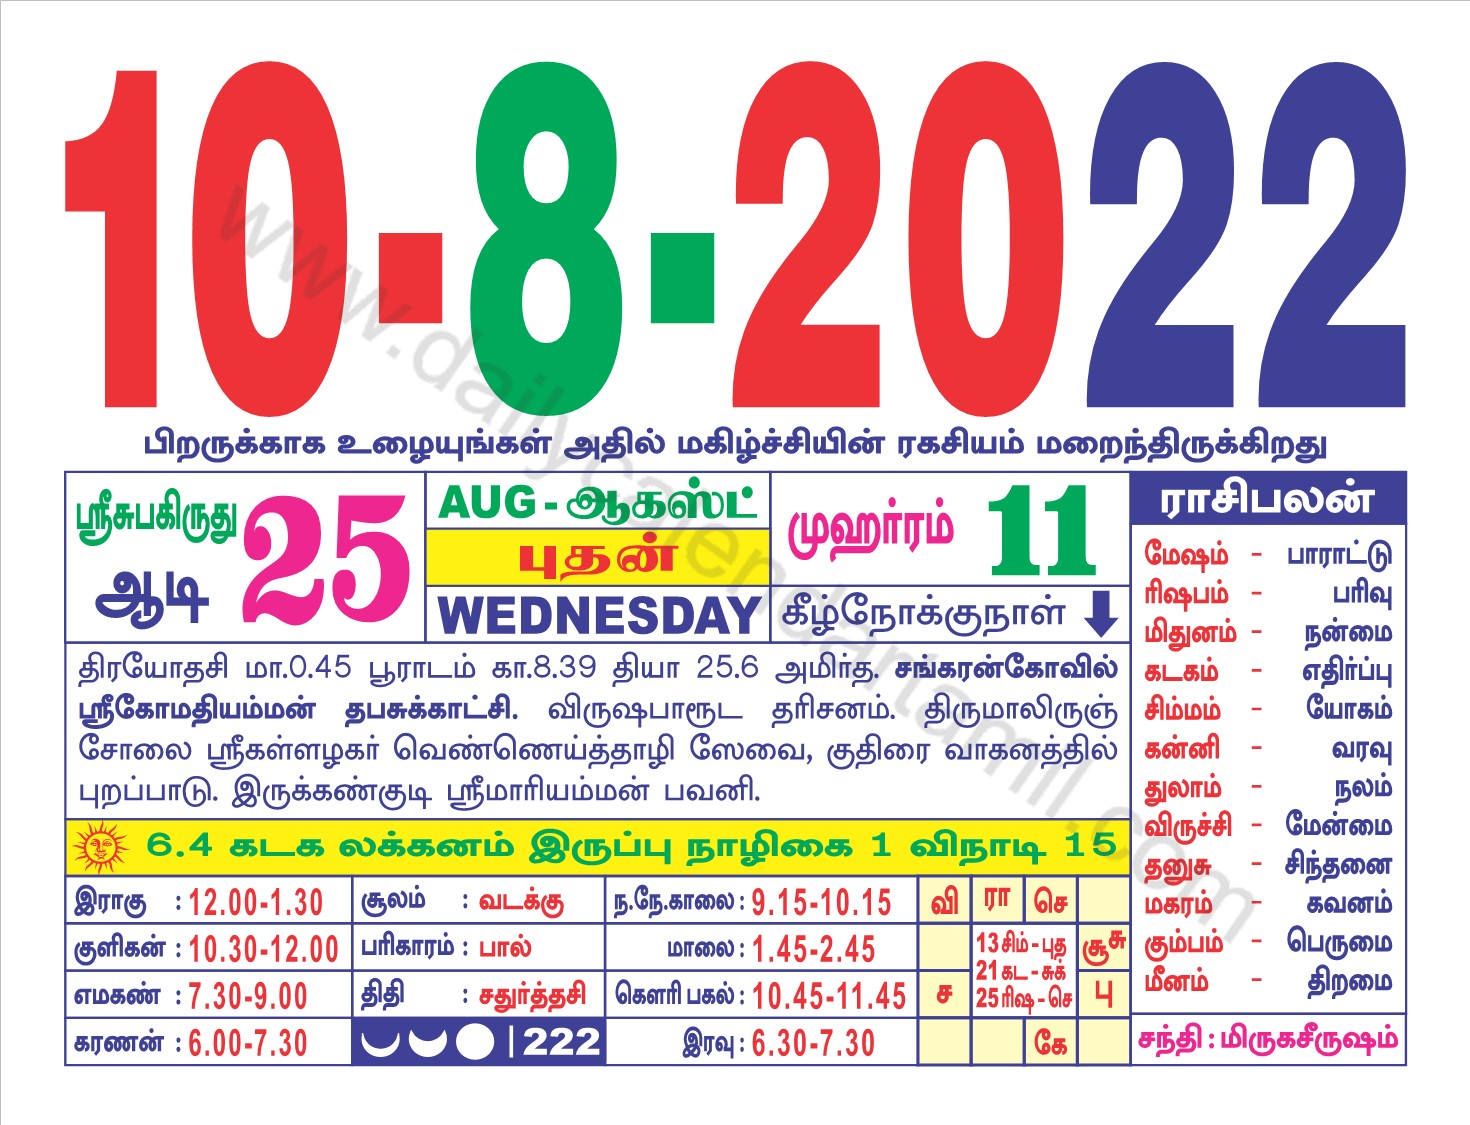 10-8-2022
பிறருக்காக உழையுங்கள் அதில் மகிழ்ச்சியின் ரகசியம் மறைந்திருக்கிறது
ஸ்ரீசுபகிருது
ஆடி 25
AUG - ஆகஸ்ட்
புதன்
WEDNESDAY
முஹர்ரம் 11
கீழ்நோக்குநாள்
திரயோதசி மா.0.45 பூராடம் கா.8.39 தியா 25.6 அமிர்த. சங்கரன்கோவில்
ஸ்ரீகோமதியம்மன் தபசுக்காட்சி. விருஷபாரூட தரிசனம். திருமாலிருஞ்
சோலை ஸ்ரீகள்ளழகர் வெண்ணெய்த்தாழி ஸேவை, குதிரை வாகனத்தில்
புறப்பாடு. இருக்கண்குடி ஸ்ரீமாரியம்மன் பவனி.
6.4 கடக லக்கனம் இருப்பு நாழிகை 1 விநாடி 15
இராகு : 12.00-1.30
குளிகன் : 10.30-12.00
எமகண் : 7.30-9.00
கரணன் : 6.00-7.30
சூலம் : வடக்கு
பரிகாரம் : பால்
திதி : சதுர்த்தசி
222
ந.நே.காலை : 9.15-10.15
மாலை : 1.45-2.45
கௌரி பகல் : 10.45-11.45
இரவு : 6.30-7.30
வி ரா செ
சூசு
13 சிம் - புத
21 கட - சுக்
25 ரிஷ - செ
ச
பு
கே
ராசிபலன்
மேஷம் - பாராட்டு
ரிஷபம் - பரிவு
மிதுனம் - நன்மை
கடகம் - எதிர்ப்பு
சிம்மம் - யோகம்
கன்னி - வரவு
துலாம் - நலம்
விருச்சி - மேன்மை
தனுசு - சிந்தனை
மகரம் - கவனம்
கும்பம் - பெருமை
மீனம் - திறமை
சந்தி : மிருகசீருஷம்
www.dailycalendartamil.com